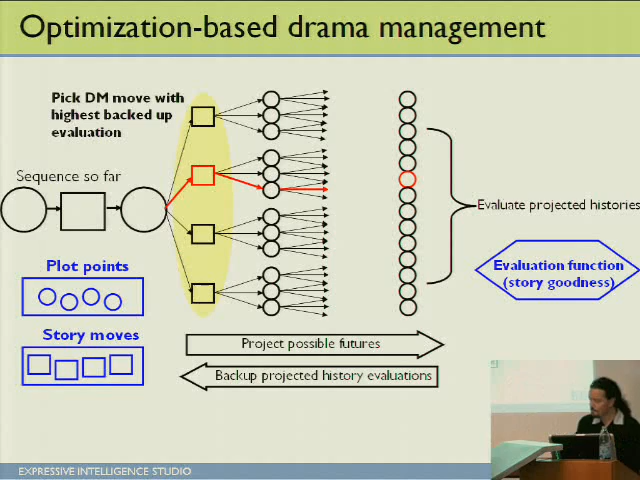 Optimization-based drama management
Pick DM move with
highest backed up
evaluation
Sequence so far
Evaluate projected histories
Plot points
Evaluation function
(story goodness)
Story moves
Project possible futures
Backup projected history evaluations
EXPRESSIVE INTELLIGENCE STUDIO